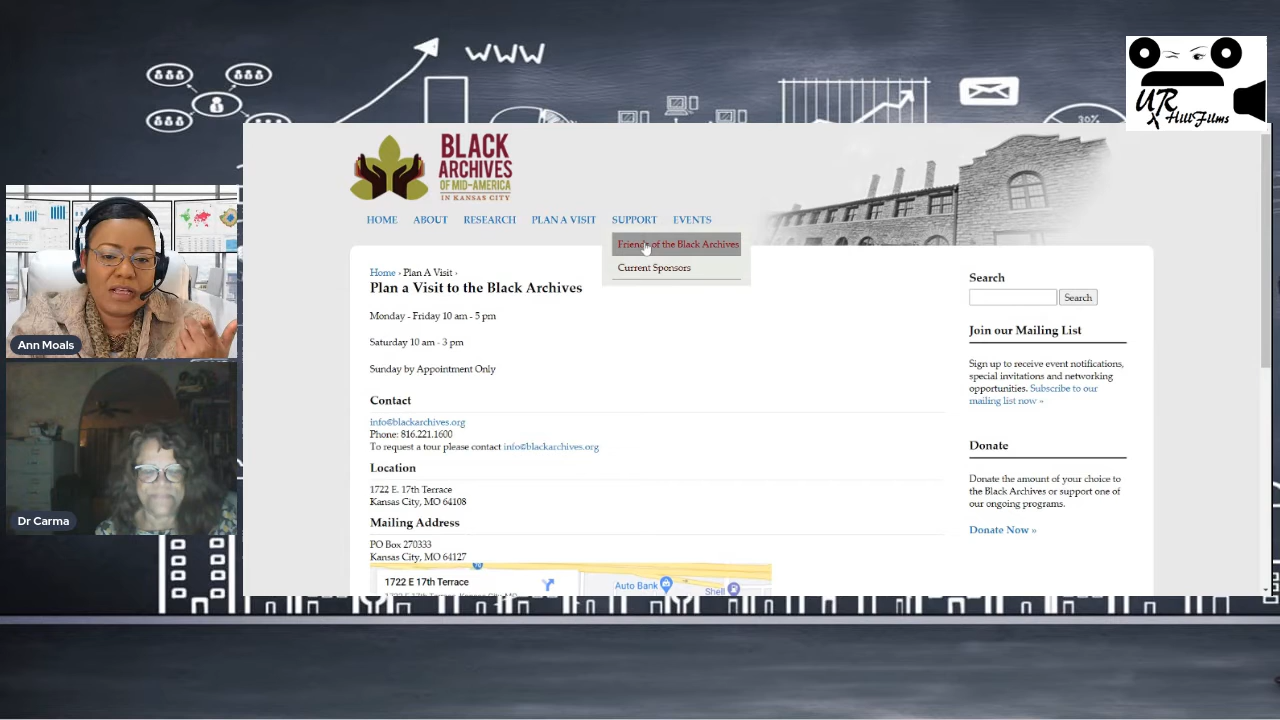 WWW
30%
UR
HillFilms
BLACK
ARCHIVES
OF MID-AMERICA
IN KANSAS CITY
HOME ABOUT RESEARCH PLAN A VISIT SUPPORT EVENTS
Friends of the Black Archives
Current Sponsors
Home › Plan A Visit ›
Plan a Visit to the Black Archives
Monday - Friday 10 am - 5 pm
Saturday 10 am - 3 pm
Sunday by Appointment Only
Contact
info@blackarchives.org
Phone: 816.221.1600
To request a tour please contact info@blackarchives.org
Location
1722 E. 17th Terrace
Kansas City, MO 64108
Mailing Address
PO Box 270333
Kansas City, MO 64127
1722 E 17th Terrace
Auto Bank
Shell
Search
Search
Join our Mailing List
Sign up to receive event notifications,
special invitations and networking
opportunities. Subscribe to our
mailing list now »
Donate
Donate the amount of your choice to
the Black Archives or support one of
our ongoing programs.
Donate Now »
Ann Moals
Dr Carma